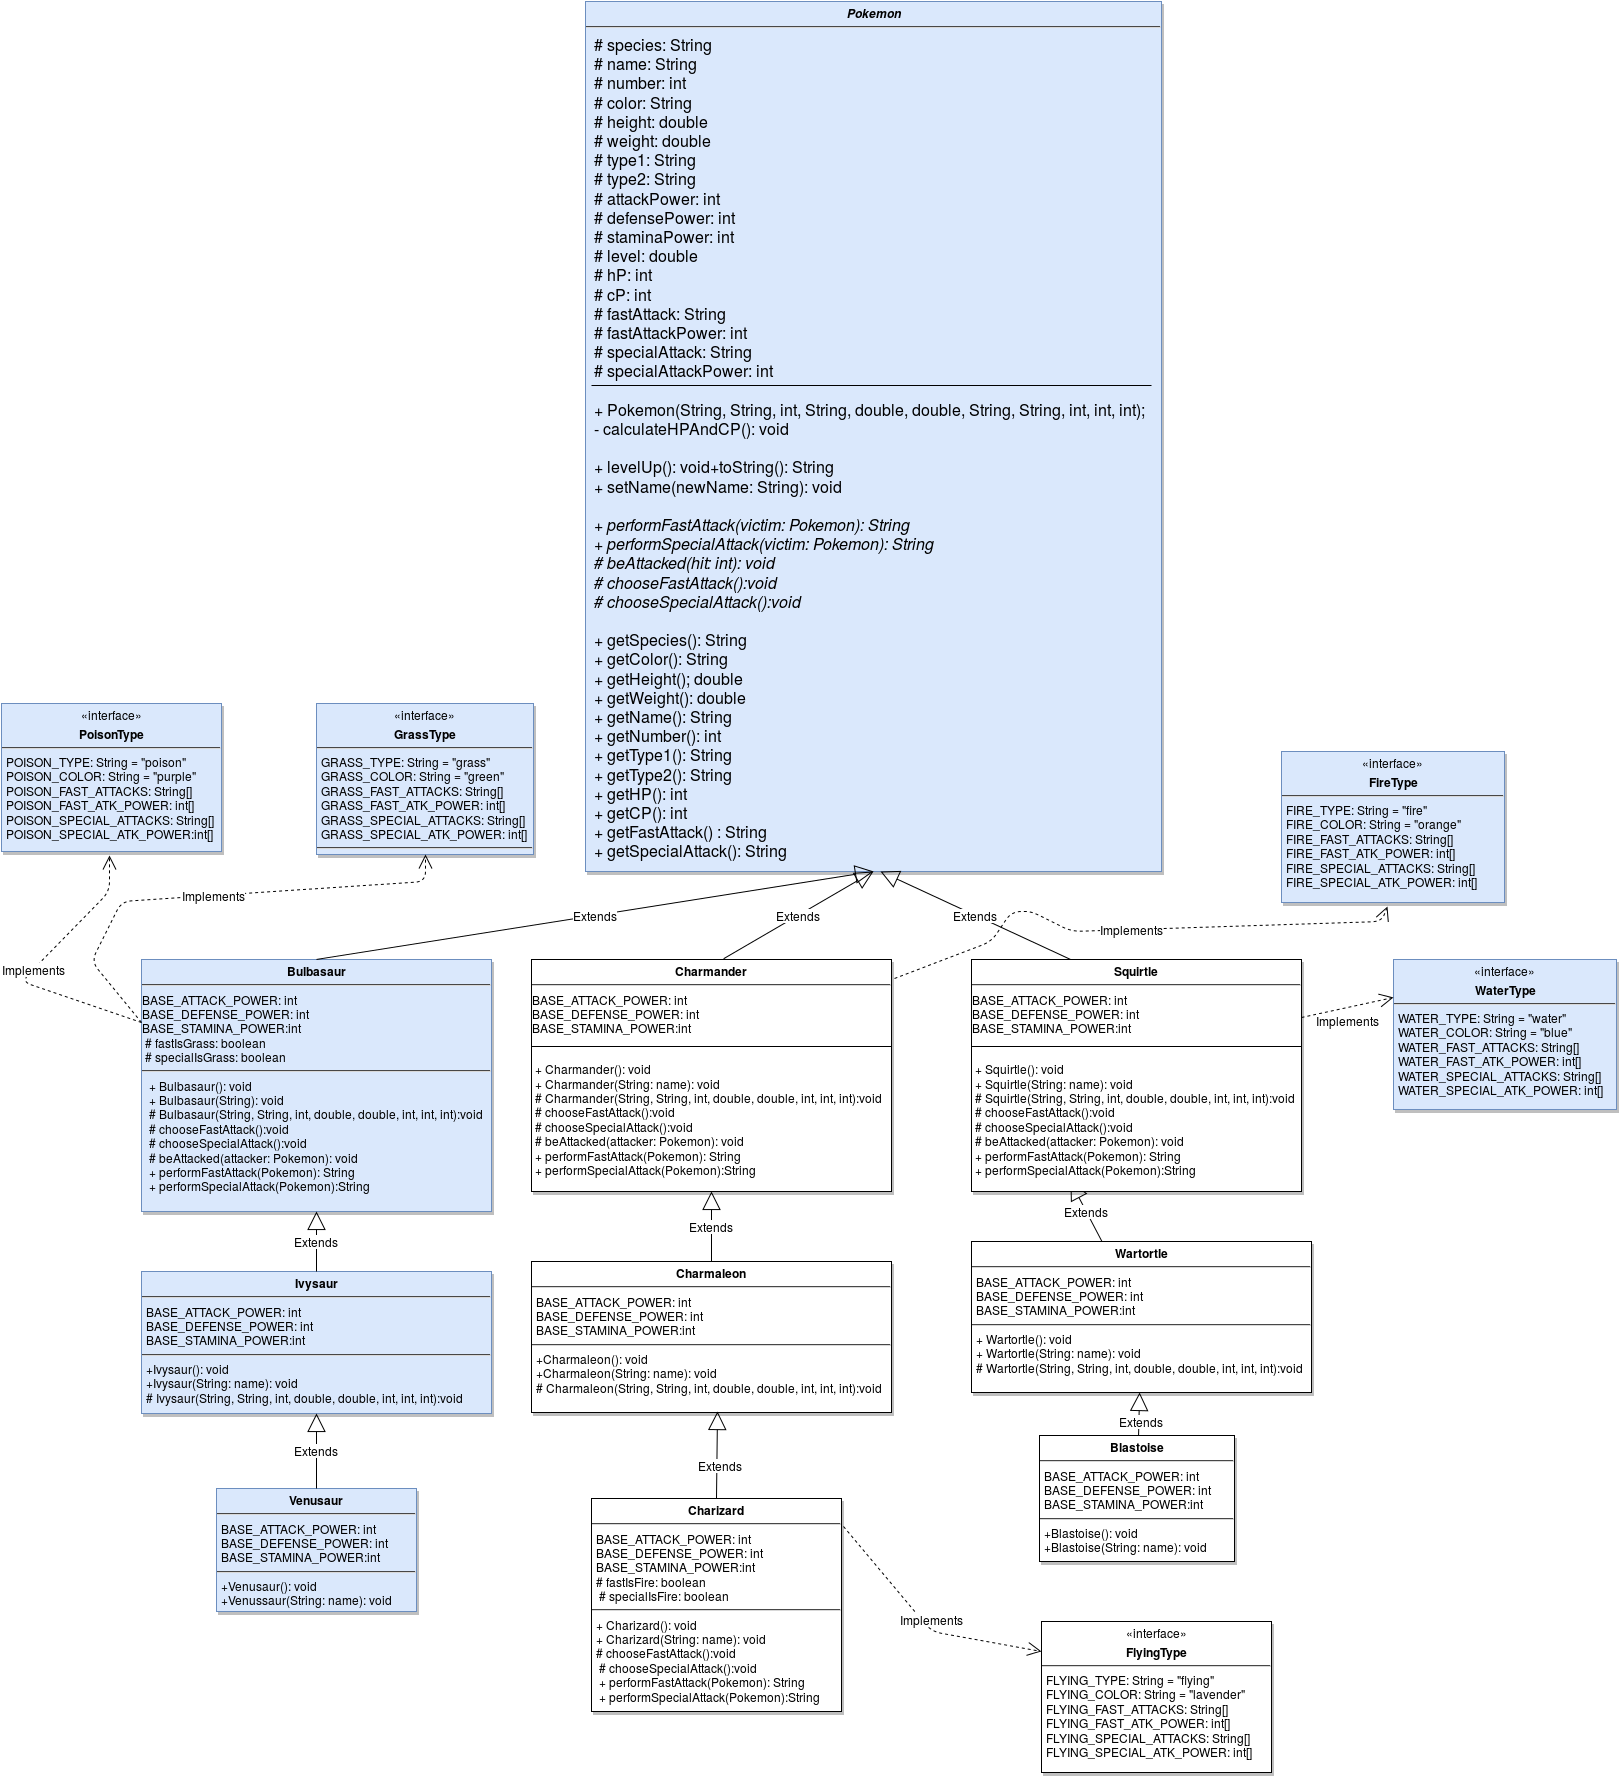 Pokemon
# species: String
# name: String
# number: int
# color: String
# height: double
# weight: double
# type1: String
# type2: String
# attackPower: int
# defensePower: int
# staminaPower: int
# level: double
# hP: int
# cP: int
# fastAttack: String
# fastAttackPower: int
# specialAttack: String
# specialAttackPower: int
+ Pokemon(String, String, int, String, double, double, String, String, int, int, int);
- calculateHPAndCP(): void
+ levelUp(): void+toString(): String
+ setName(newName: String): void
+ performFastAttack(victim: Pokemon): String
+ performSpecialAttack(victim: Pokemon): String
# beAttacked(hit: int): void
# chooseFastAttack():void
# chooseSpecialAttack():void
+ getSpecies(): String
+ getColor(): String
+ getHeight(); double
+ getWeight(): double
+ getName(): String
+ getNumber(): int
+ getType1(): String
+ getType2(): String
+ getHP(): int
+ getCP(): int
+ getFastAttack() : String
+ getSpecialAttack(): String
«interface»
PoisonType
POISON_TYPE: String = "poison"
POISON_COLOR: String = "purple"
POISON_FAST_ATTACKS: String[]
POISON_FAST_ATK_POWER: int[]
POISON_SPECIAL_ATTACKS: String[]
POISON_SPECIAL_ATK_POWER:int[]
«interface»
GrassType
GRASS_TYPE: String = "grass"
GRASS_COLOR: String = "green"
GRASS_FAST_ATTACKS: String[]
GRASS_FAST_ATK_POWER: int[]
GRASS_SPECIAL_ATTACKS: String[]
GRASS_SPECIAL_ATK_POWER: int[]
«interface»
FireType
FIRE_TYPE: String = "fire"
FIRE_COLOR: String = "orange"
FIRE_FAST_ATTACKS: String[]
FIRE_FAST_ATK_POWER: int[]
FIRE_SPECIAL_ATTACKS: String[]
FIRE_SPECIAL_ATK_POWER: int[]
Implements
Extends
Extends
Extends
Implements
Implements
Bulbasaur
BASE_ATTACK_POWER: int
BASE_DEFENSE_POWER: int
BASE_STAMINA_POWER:int
# fastIsGrass: boolean
# specialIsGrass: boolean
+ Bulbasaur(): void
+ Bulbasaur(String): void
# Bulbasaur(String, String, int, double, double, int, int, int):void
# chooseFastAttack():void
# chooseSpecialAttack():void
# beAttacked(attacker: Pokemon): void
+ performFastAttack(Pokemon): String
+ performSpecialAttack(Pokemon):String
Charmander
BASE_ATTACK_POWER: int
BASE_DEFENSE_POWER: int
BASE_STAMINA_POWER:int
+ Charmander(): void
+ Charmander(String: name): void
# Charmander(String, String, int, double, double, int, int, int):void
# chooseFastAttack():void
# chooseSpecialAttack():void
# beAttacked(attacker: Pokemon): void
+ performFastAttack(Pokemon): String
+ performSpecialAttack(Pokemon):String
Squirtle
BASE_ATTACK_POWER: int
BASE_DEFENSE_POWER: int
BASE_STAMINA_POWER:int
+ Squirtle(): void
+ Squirtle(String: name): void
# Squirtle(String, String, int, double, double, int, int, int):void
# chooseFastAttack():void
# chooseSpecialAttack():void
# beAttacked(attacker: Pokemon): void
+ performFastAttack(Pokemon): String
+ performSpecialAttack(Pokemon):String
Implements
«interface»
WaterType
WATER_TYPE: String = "water"
WATER_COLOR: String = "blue"
WATER_FAST_ATTACKS: String[]
WATER_FAST_ATK_POWER: int[]
WATER_SPECIAL_ATTACKS: String[]
WATER_SPECIAL_ATK_POWER: int[]
Extends
Extends
Extends
Ivysaur
BASE_ATTACK_POWER: int
BASE_DEFENSE_POWER: int
BASE_STAMINA_POWER:int
+Ivysaur(): void
+Ivysaur(String: name): void
# Ivysaur(String, String, int, double, double, int, int, int):void
Charmaleon
BASE_ATTACK_POWER: int
BASE_DEFENSE_POWER: int
BASE_STAMINA_POWER:int
+Charmaleon(): void
+Charmaleon(String: name): void
# Charmaleon(String, String, int, double, double, int, int, int):void
Wartortle
BASE_ATTACK_POWER: int
BASE_DEFENSE_POWER: int
BASE_STAMINA_POWER:int
+ Wartortle(): void
+ Wartortle(String: name): void
# Wartortle(String, String, int, double, double, int, int, int):void
Extends
Extends
Extends
Venusaur
BASE_ATTACK_POWER: int
BASE_DEFENSE_POWER: int
BASE_STAMINA_POWER:int
+Venusaur(): void
+Venussaur(String: name): void
Charizard
BASE_ATTACK_POWER: int
BASE_DEFENSE_POWER: int
BASE_STAMINA_POWER:int
# fastIsFire: boolean
# specialIsFire: boolean
+ Charizard(): void
+ Charizard(String: name): void
# chooseFastAttack():void
# chooseSpecialAttack():void
+ performFastAttack(Pokemon): String
+ performSpecialAttack(Pokemon):String
Blastoise
BASE_ATTACK_POWER: int
BASE_DEFENSE_POWER: int
BASE_STAMINA_POWER:int
+Blastoise(): void
+Blastoise(String: name): void
Implements
«interface»
FlyingType
FLYING_TYPE: String = "flying"
FLYING_COLOR: String = "lavender"
FLYING_FAST_ATTACKS: String[]
FLYING_FAST_ATK_POWER: int[]
FLYING_SPECIAL_ATTACKS: String[]
FLYING_SPECIAL_ATK_POWER: int[]